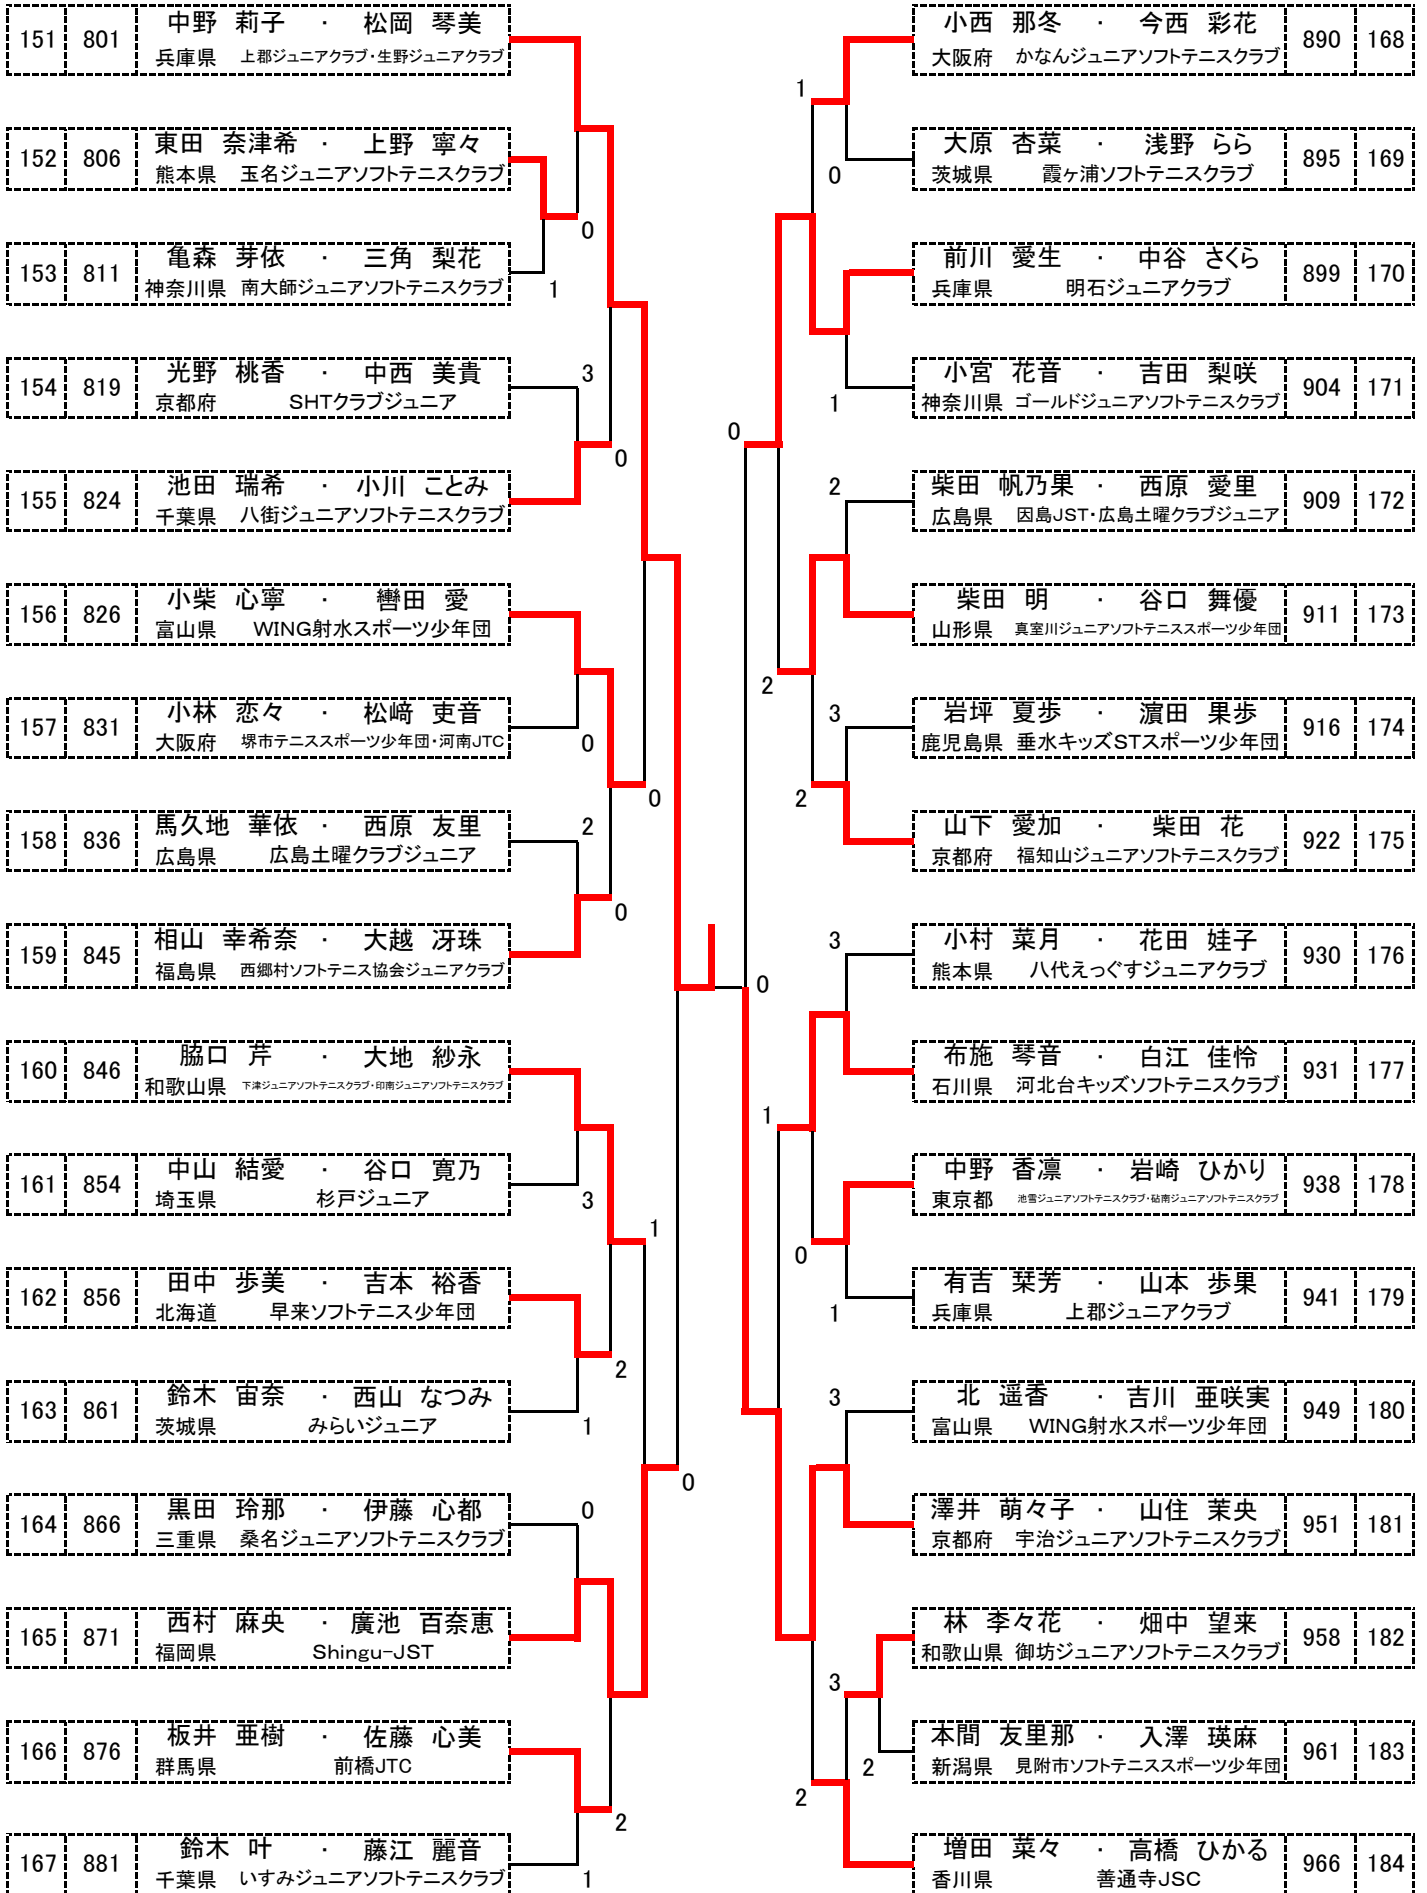 151 801 中野 莉子 · 松岡 琴美
兵庫県 上郡ジュニアクラブ・生野ジュニアクラブ
152 806 東田 奈津希 · 上野 寧々
熊本県 玉名ジュニアソフトテニスクラブ
0
153 811 亀森 芽依 · 三角 梨花
神奈川県 南大師ジュニアソフトテニスクラブ
1
154 819 光野 桃香 · 中西 美貴
京都府 SHTクラブジュニア
3
0
155 824 池田 瑞希 · 小川 ことみ
千葉県 八街ジュニアソフトテニスクラブ
156 826 小柴 心寧 · 轡田 愛
富山県 WING射水スポーツ少年団
157 831 小林 恋々 · 松﨑 吏音
大阪府 堺市テニススポーツ少年団・河南JTC
0
0
158 836 馬久地 華依 · 西原 友里
広島県 広島土曜クラブジュニア
2
0
159 845 相山 幸希奈 · 大越 冴珠
福島県 西郷村ソフトテニス協会ジュニアクラブ
0
160 846 脇口 芹 · 大地 紗永
和歌山県 下津ジュニアソフトテニスクラブ・印南ジュニアソフトテニスクラブ
161 854 中山 結愛 · 谷口 寛乃
埼玉県 杉戸ジュニア
3
1
162 856 田中 歩美 · 吉本 裕香
北海道 早来ソフトテニス少年団
2
163 861 鈴木 宙奈 · 西山 なつみ
茨城県 みらいジュニア
1
0
164 866 黒田 玲那 · 伊藤 心都
三重県 桑名ジュニアソフトテニスクラブ
0
165 871 西村 麻央 · 廣池 百奈恵
福岡県 Shingu-JST
166 876 板井 亜樹 · 佐藤 心美
群馬県 前橋JTC
2
167 881 鈴木 叶 · 藤江 麗音
千葉県 いすみジュニアソフトテニスクラブ
1
小西 那冬 · 今西 彩花 890 168
大阪府 かなんジュニアソフトテニスクラブ
1
大原 杏菜 · 浅野 らら 895 169
茨城県 霞ヶ浦ソフトテニスクラブ
0
前川 愛生 · 中谷 さくら 899 170
兵庫県 明石ジュニアクラブ
小宮 花音 · 吉田 梨咲 904 171
神奈川県 ゴールドジュニアソフトテニスクラブ
1
0
柴田 帆乃果 · 西原 愛里 909 172
広島県 因島JST・広島土曜クラブジュニア
2
柴田 明 · 谷口 舞優 911 173
山形県 真室川ジュニアソフトテニススポーツ少年団
2
岩坪 夏歩 · 濵田 果歩 916 174
鹿児島県 垂水キッズSTスポーツ少年団
3
2
山下 愛加 · 柴田 花 922 175
京都府 福知山ジュニアソフトテニスクラブ
小村 菜月 · 花田 娃子 930 176
熊本県 八代えっぐすジュニアクラブ
3
布施 琴音 · 白江 佳怜 931 177
石川県 河北台キッズソフトテニスクラブ
1
中野 香凛 · 岩崎 ひかり 938 178
東京都 池雪ジュニアソフトテニスクラブ・砧南ジュニアソフトテニスクラブ
0
有吉 栞芳 · 山本 歩果 941 179
兵庫県 上郡ジュニアクラブ
1
北 遥香 · 吉川 亜咲実 949 180
富山県 WING射水スポーツ少年団
3
澤井 萌々子 · 山住 茉央 951 181
京都府 宇治ジュニアソフトテニスクラブ
林 李々花 · 畑中 望来 958 182
和歌山県 御坊ジュニアソフトテニスクラブ
3
本間 友里那 · 入澤 瑛麻 961 183
新潟県 見附市ソフトテニススポーツ少年団
2
2
増田 菜々 · 高橋 ひかる 966 184
香川県 善通寺JSC